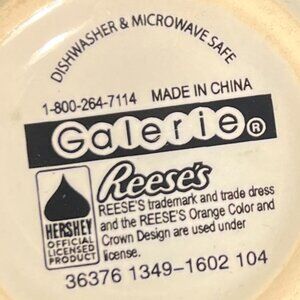 DISHWASHER & MICROWAVE SAFE
1-800-264-7114 MADE IN CHINA
Galerie®
Reese's
HERSHEY
OFFICIAL
LICENSED
PRODUCT
REESE'S trademark and trade dress
and the REESE'S Orange Color and
Crown Design are used under
license.
36376 1349-1602 104